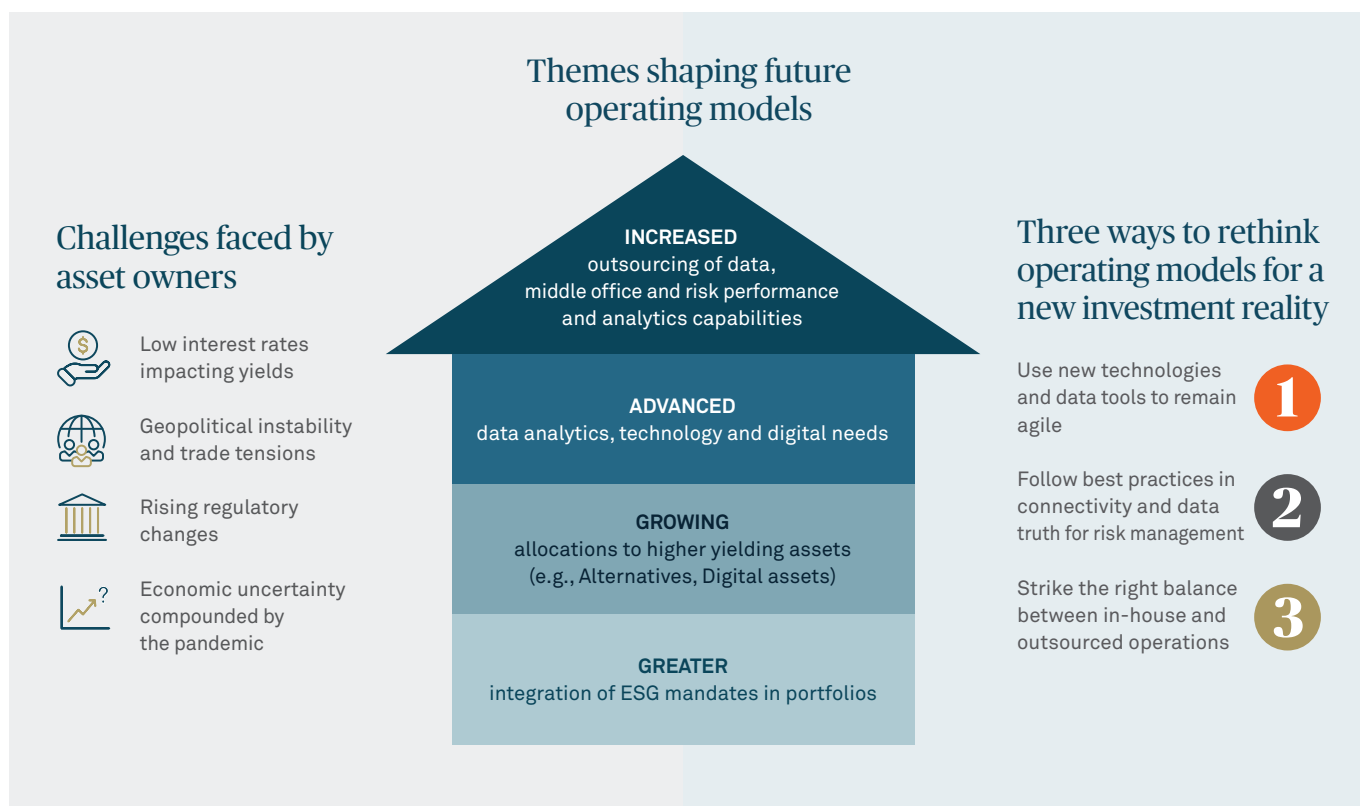 Themes shaping future
operating models
Challenges faced by
asset owners
$
Low interest rates
impacting yields
Geopolitical instability
and trade tensions
Rising regulatory
changes
?
Economic uncertainty
compounded by
the pandemic
INCREASED
outsourcing of data,
middle office and risk performance
and analytics capabilities
ADVANCED
data analytics, technology and digital needs
GROWING
allocations to higher yielding assets
(e.g., Alternatives, Digital assets)
GREATER
integration of ESG mandates in portfolios
Three ways to rethink
operating models for a
new investment reality
Use new technologies
and data tools to remain
agile
1
Follow best practices in
connectivity and data
truth for risk management
2
Strike the right balance
between in-house and
outsourced operations
3